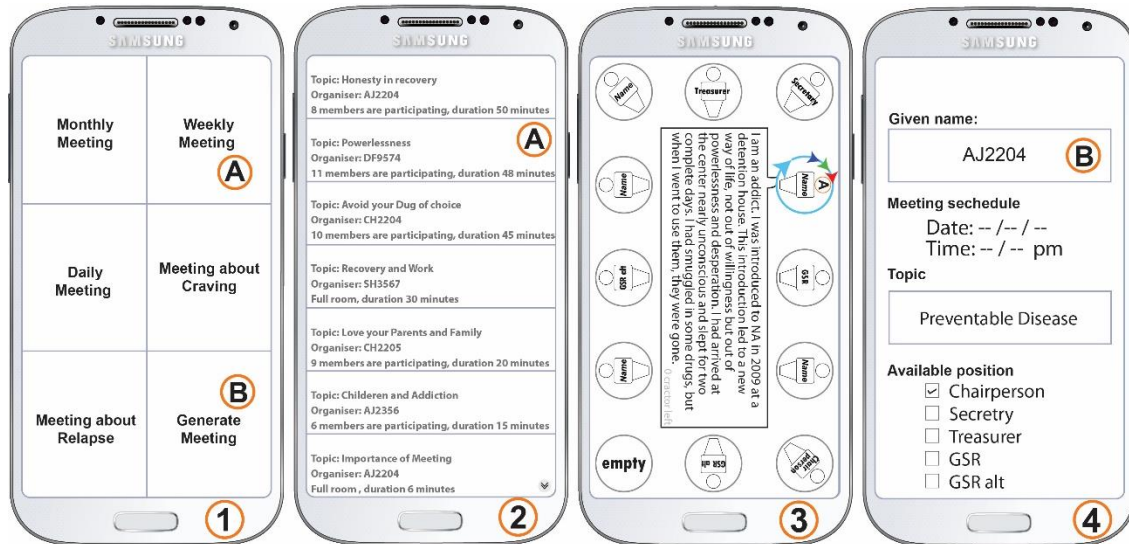 SAMSUNG
Monthly
Meeting
Weekly
Meeting
A
Daily
Meeting
Meeting about
Craving
Meeting about
Relapse
B
Generate
Meeting
1
SAMSUNG
Topic: Honesty in recovery
Organiser: AJ2204
8 members are participating, duration 50 minutes
A
Topic: Powerlessness
Organiser: DF9574
11 members are participating, duration 48 minutes
Topic: Avoid your Dug of choice
Organiser: CH2204
10 members are participating, duration 45 minutes
Topic: Recovery and Work
Organiser: SH3567
Full room, duration 30 minutes
Topic: Love your Parents and Family
Organiser: CH2205
9 members are participating, duration 20 minutes
Topic: Childeren and Addiction
Organiser: AJ2356
6 members are participating, duration 15 minutes
Topic: Importance of Meeting
Organiser: AJ2204
Full room , duration 6 minutes
2
SAMSUNG
Name
Treasurer
Secretaty
Name
A
Name
GSR alt
GSR
Name
Name
empty
GSR alt
Chair
person
I am an addict. I was introduced to NA in 2009 at a
detention house. This introduction led to a new
way of life, not out of willingness but out of
powerlessness and desperation. I had arrived at
the center nearly unconscious and slept for two
complete days. I had smuggled in some drugs, but
when I went to use them, they were gone.
0 cractor left
3
SAMSUNG
Given name:
AJ2204
B
Meeting sechedule
Date: -- /-- / --
Time: -- / -- pm
Topic
Preventable Disease
Available position
Chairperson
Secretry
Treasurer
GSR
GSR alt
4